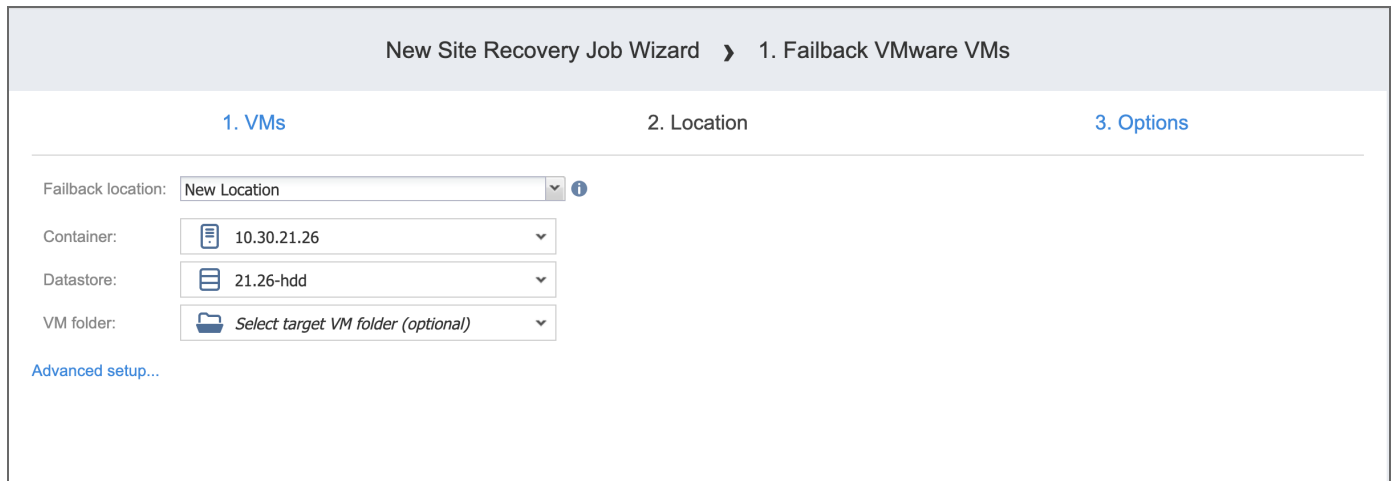 New Site Recovery Job Wizard ❯ 1. Failback VMware VMs
1. VMs 2. Location 3. Options
Failback location: New Location
Container: 10.30.21.26
Datastore: 21.26-hdd
VM folder: Select target VM folder (optional)
Advanced setup...